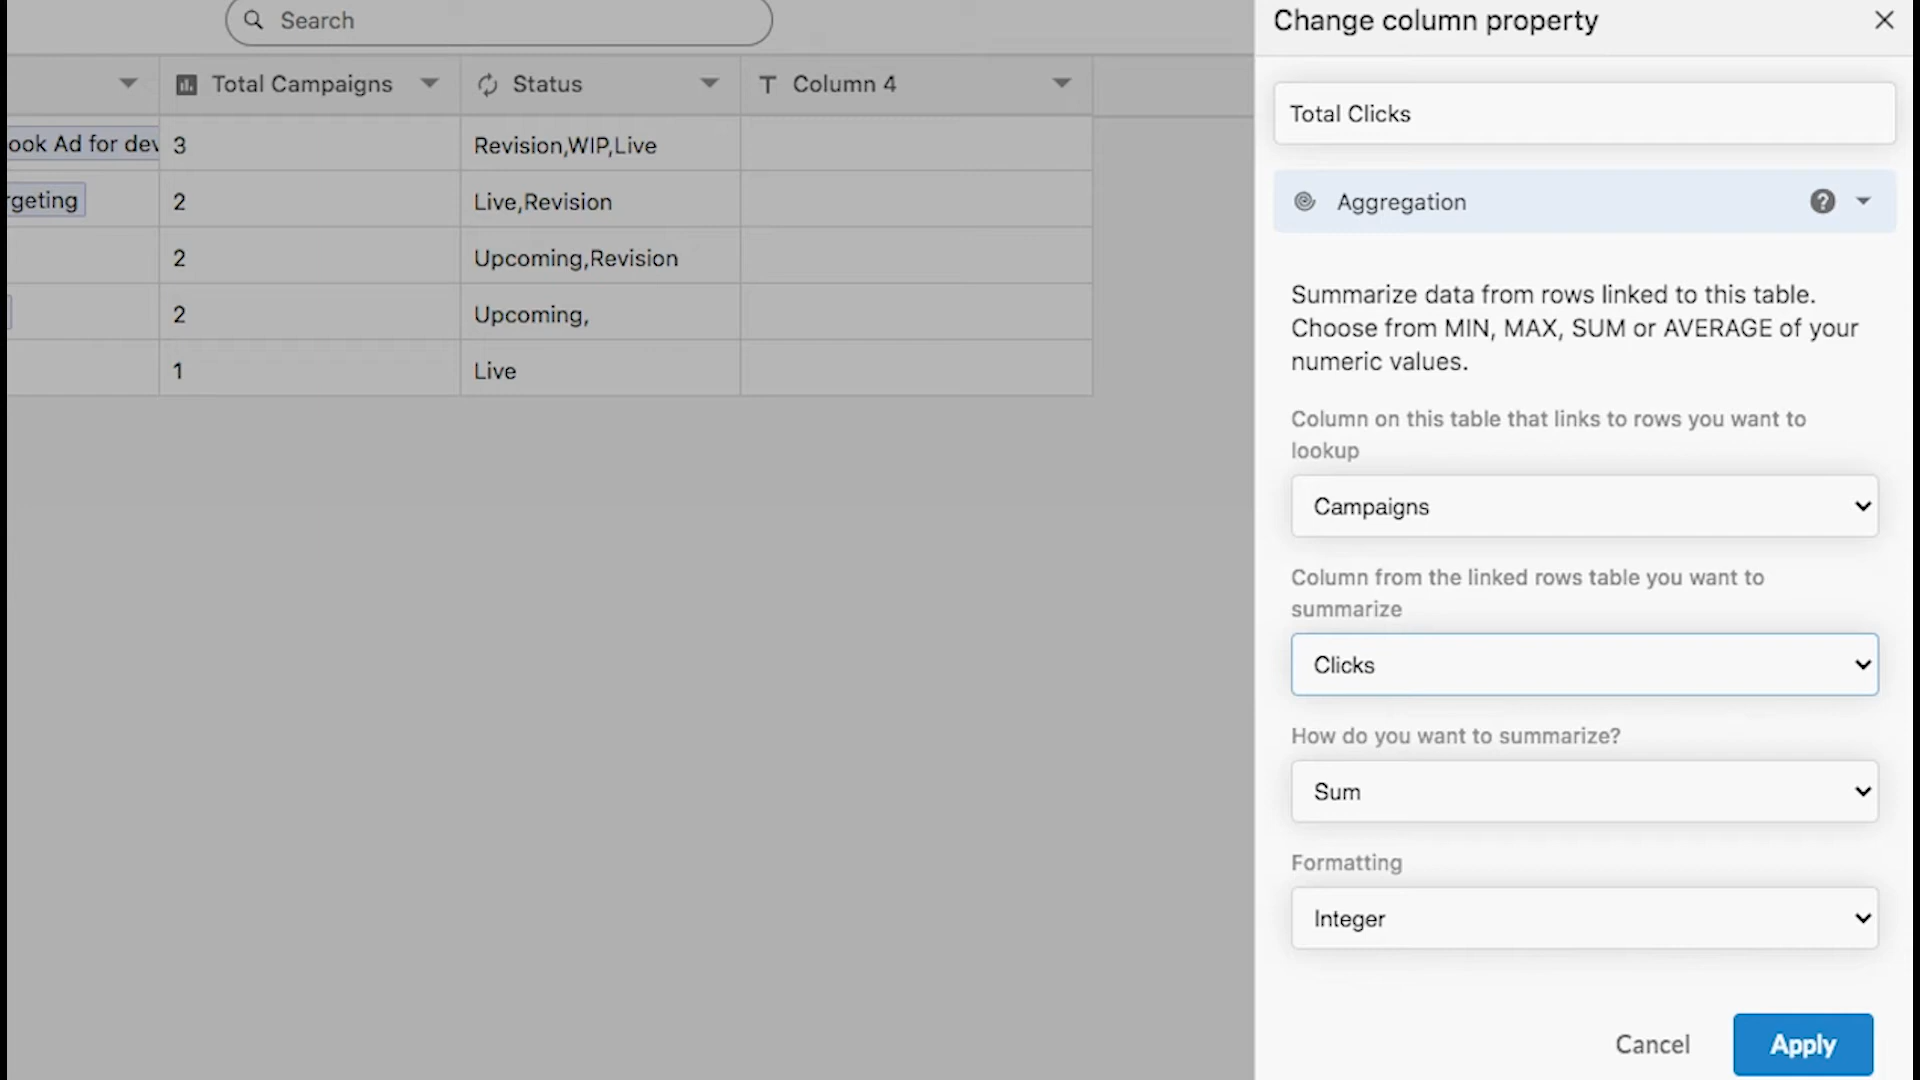 Search
Total Campaigns
Status
Column 4
ook Ad for dev
3
Revision,WIP,Live
rgeting
2
Live,Revision
2
Upcoming,Revision
2
Upcoming,
1
Live
Change column property
Total Clicks
Aggregation
?
Summarize data from rows linked to this table.
Choose from MIN, MAX, SUM or AVERAGE of your
numeric values.
Column on this table that links to rows you want to
lookup
Campaigns
Column from the linked rows table you want to
summarize
Clicks
How do you want to summarize?
Sum
Formatting
Integer
Cancel
Apply